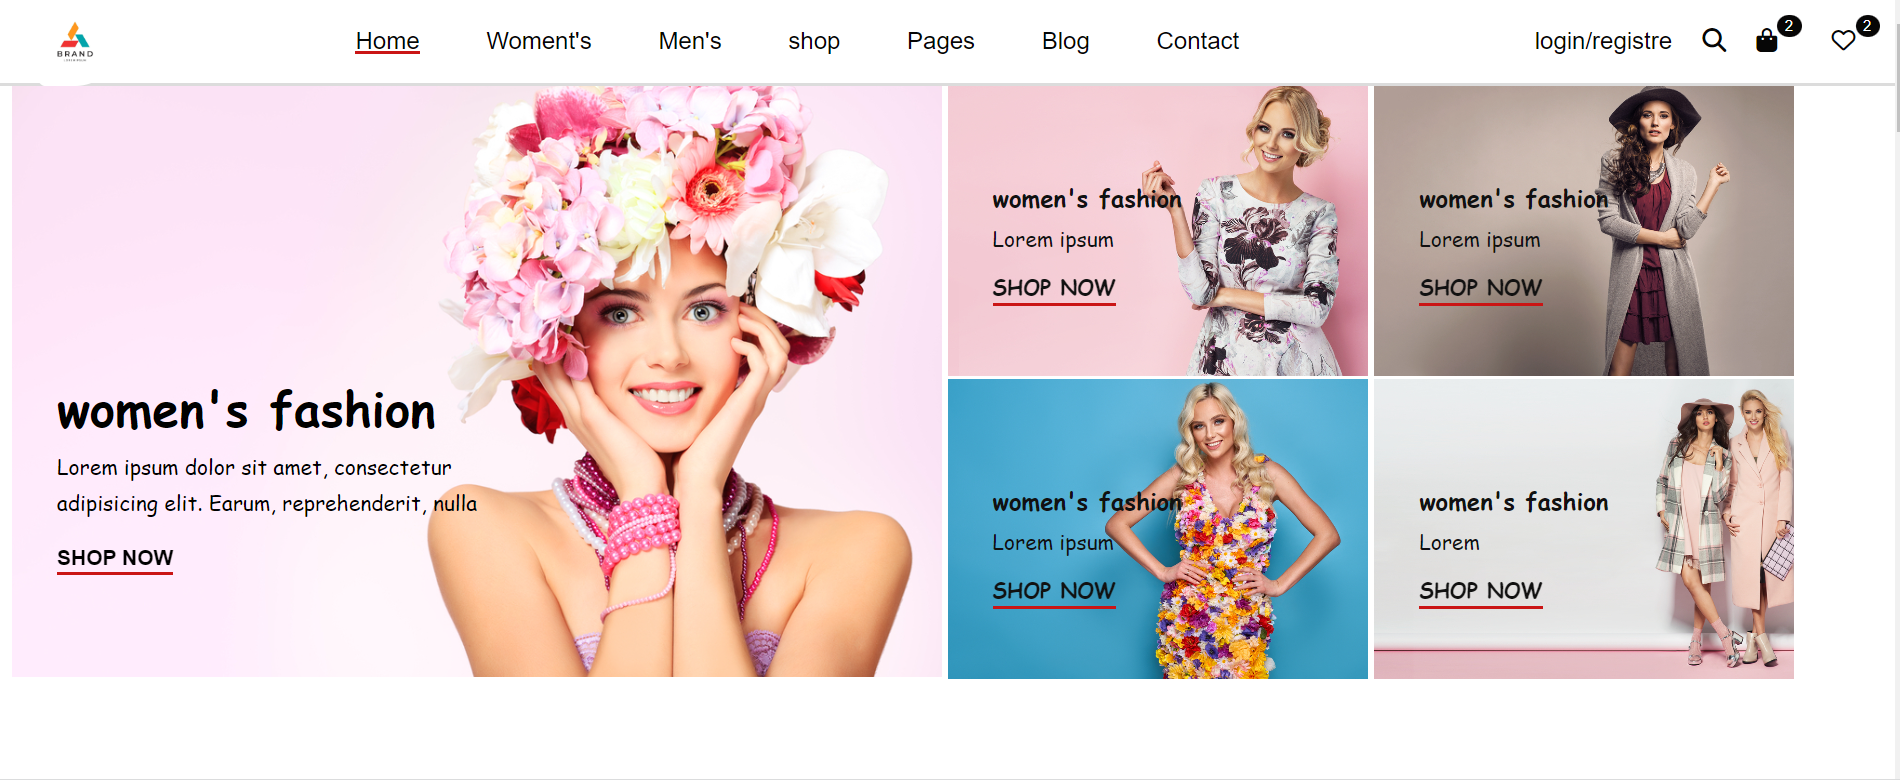 BRAND
Home Woment's Men's shop Pages Blog Contact login/registre 2 2
women's fashion
Lorem ipsum dolor sit amet, consectetur
adipisicing elit. Earum, reprehenderit, nulla
SHOP NOW
women's fashion
Lorem ipsum
SHOP NOW
women's fashion
Lorem ipsum
SHOP NOW
women's fashion
Lorem ipsum
SHOP NOW
women's fashion
Lorem
SHOP NOW